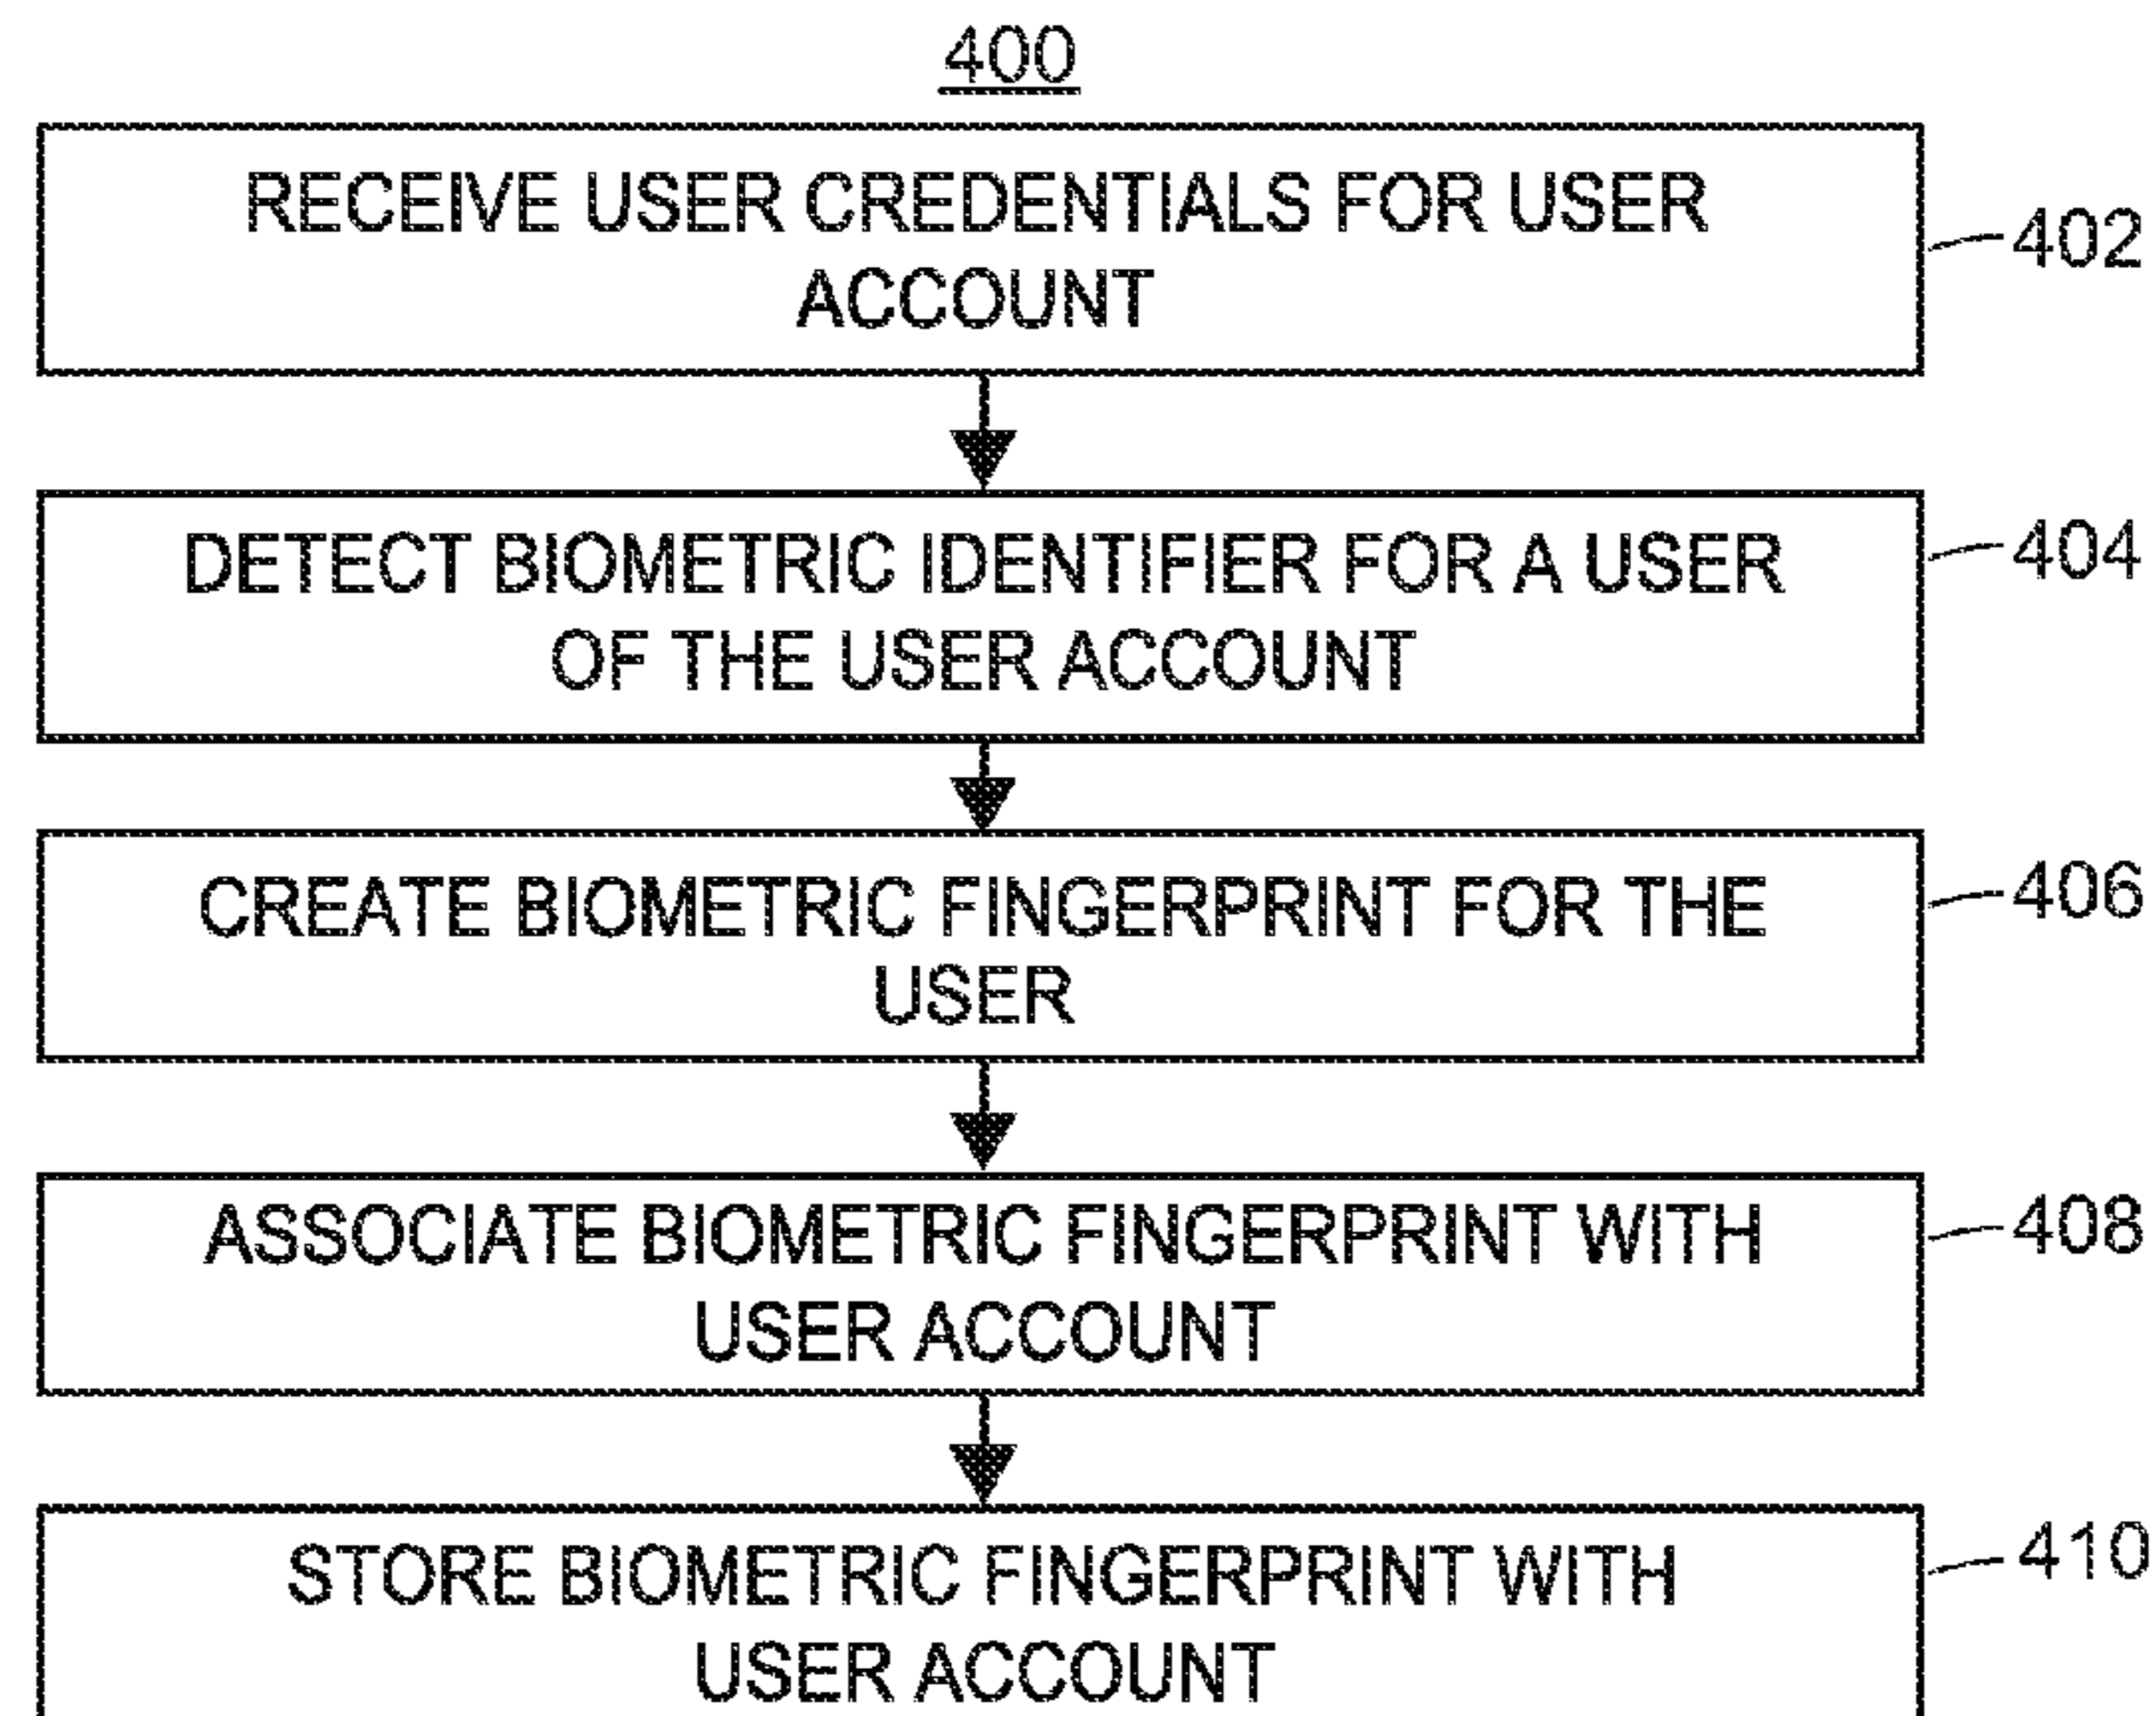 400
RECEIVE USER CREDENTIALS FOR USER
ACCOUNT
402
DETECT BIOMETRIC IDENTIFIER FOR A USER
OF THE USER ACCOUNT
404
CREATE BIOMETRIC FINGERPRINT FOR THE
USER
406
ASSOCIATE BIOMETRIC FINGERPRINT WITH
USER ACCOUNT
408
STORE BIOMETRIC FINGERPRINT WITH
USER ACCOUNT
410